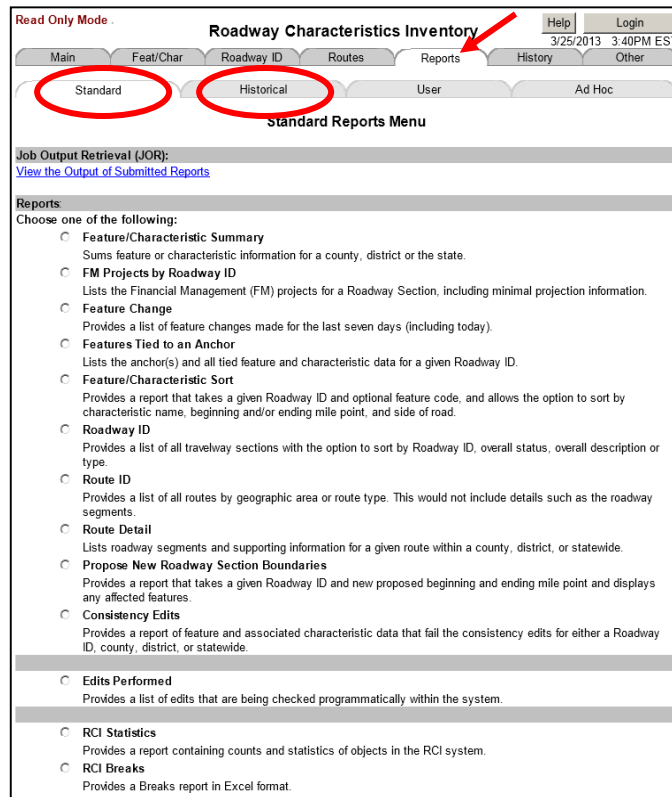 Read Only Mode .
Roadway Characteristics Inventory
Help Login
3/25/2013 3:40PM EST
Main Feat/Char Roadway ID Routes Reports History Other
Standard Historical User Ad Hoc
Standard Reports Menu
Job Output Retrieval (JOR):
View the Output of Submitted Reports
Reports:
Choose one of the following:
Feature/Characteristic Summary
Sums feature or characteristic information for a county, district or the state.
FM Projects by Roadway ID
Lists the Financial Management (FM) projects for a Roadway Section, including minimal projection information.
Feature Change
Provides a list of feature changes made for the last seven days (including today).
Features Tied to an Anchor
Lists the anchor(s) and all tied feature and characteristic data for a given Roadway ID.
Feature/Characteristic Sort
Provides a report that takes a given Roadway ID and optional feature code, and allows the option to sort by
characteristic name, beginning and/or ending mile point, and side of road.
Roadway ID
Provides a list of all travelway sections with the option to sort by Roadway ID, overall status, overall description or
type.
Route ID
Provides a list of all routes by geographic area or route type. This would not include details such as the roadway
segments.
Route Detail
Lists roadway segments and supporting information for a given route within a county, district, or statewide.
Propose New Roadway Section Boundaries
Provides a report that takes a given Roadway ID and new proposed beginning and ending mile point and displays
any affected features.
Consistency Edits
Provides a report of feature and associated characteristic data that fail the consistency edits for either a Roadway
ID, county, district, or statewide.
Edits Performed
Provides a list of edits that are being checked programmatically within the system.
RCI Statistics
Provides a report containing counts and statistics of objects in the RCI system.
RCI Breaks
Provides a Breaks report in Excel format.